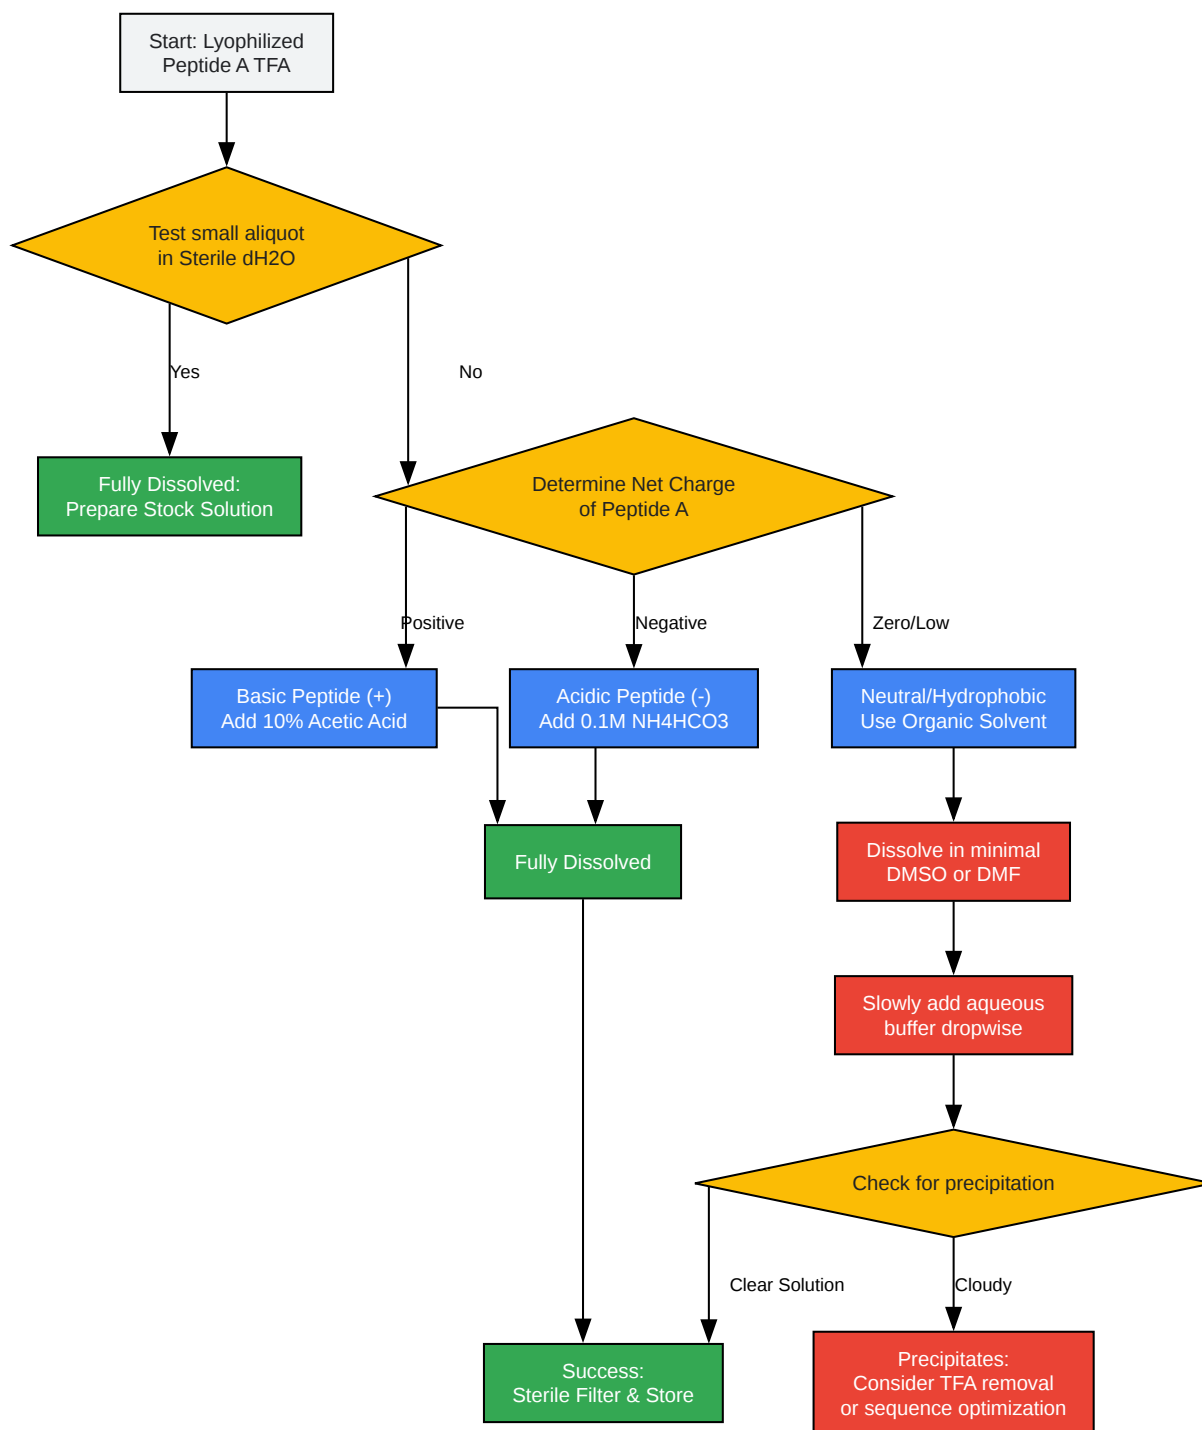 Start: Lyophilized
Peptide A TFA
Test small aliquot
in Sterile dH2O
Yes
No
Fully Dissolved:
Prepare Stock Solution
Determine Net Charge
of Peptide A
Positive
Negative
Zero/Low
Basic Peptide (+)
Add 10% Acetic Acid
Acidic Peptide (-)
Add 0.1M NH4HCO3
Neutral/Hydrophobic
Use Organic Solvent
Fully Dissolved
Dissolve in minimal
DMSO or DMF
Slowly add aqueous
buffer dropwise
Check for precipitation
Clear Solution
Cloudy
Success:
Sterile Filter & Store
Precipitates:
Consider TFA removal
or sequence optimization